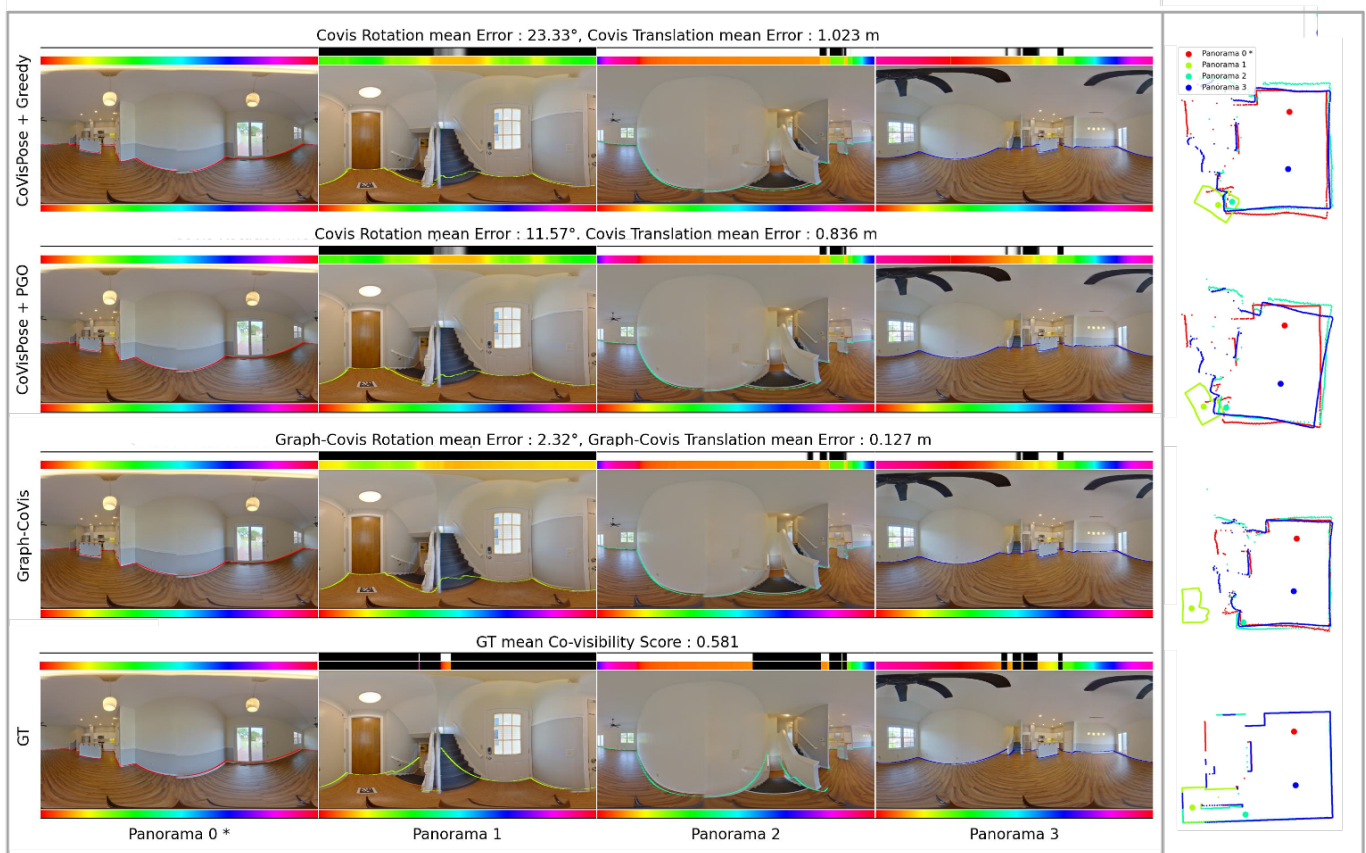 Covis Rotation mean Error : 23.33°, Covis Translation mean Error : 1.023 m
CoVisPose + Greedy
Panorama 0 *
Panorama 1
Panorama 2
Panorama 3
Covis Rotation mean Error : 11.57°, Covis Translation mean Error : 0.836 m
CoVisPose + PGO
Graph-Covis Rotation mean Error : 2.32°, Graph-Covis Translation mean Error : 0.127 m
Graph-CoVis
GT mean Co-visibility Score : 0.581
GT
Panorama 0 *
Panorama 1
Panorama 2
Panorama 3